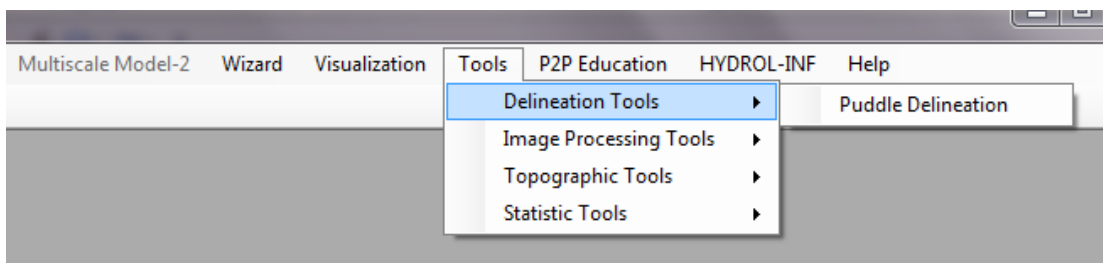 Multiscale Model-2 Wizard Visualization Tools P2P Education HYDROL-INF Help
Delineation Tools Puddle Delineation
Image Processing Tools
Topographic Tools
Statistic Tools